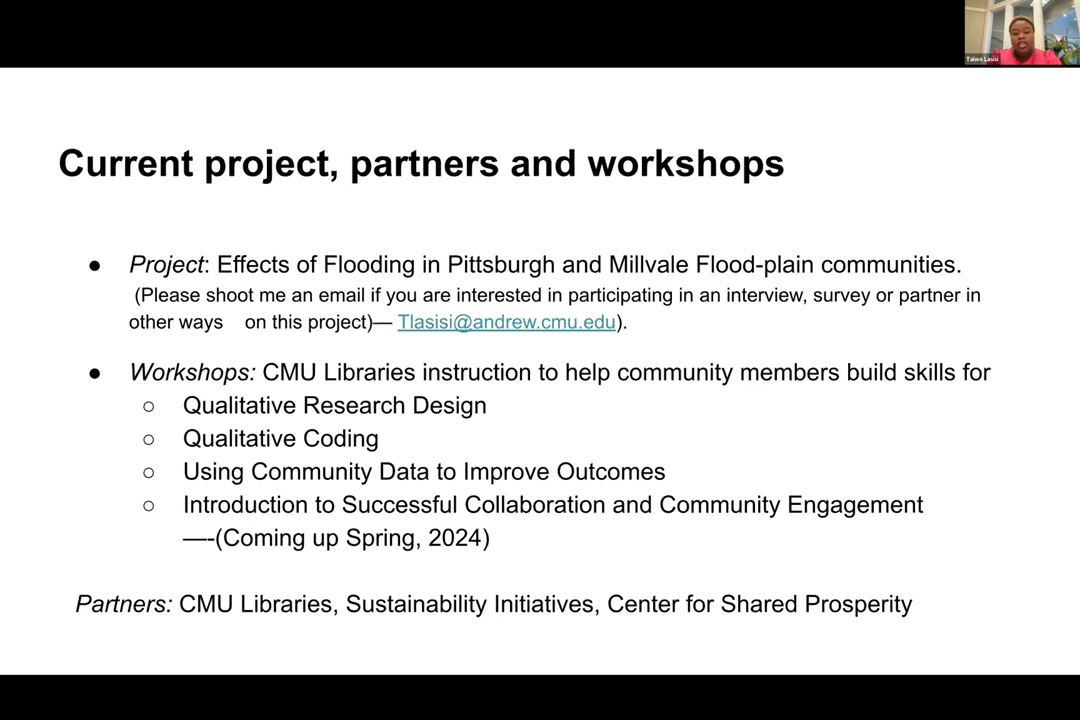 Taiwo Lasisi
Current project, partners and workshops
● Project: Effects of Flooding in Pittsburgh and Millvale Flood-plain communities.
(Please shoot me an email if you are interested in participating in an interview, survey or partner in
other ways on this project)— Tlasisi@andrew.cmu.edu).
● Workshops: CMU Libraries instruction to help community members build skills for
○ Qualitative Research Design
○ Qualitative Coding
○ Using Community Data to Improve Outcomes
○ Introduction to Successful Collaboration and Community Engagement
—-(Coming up Spring, 2024)
Partners: CMU Libraries, Sustainability Initiatives, Center for Shared Prosperity